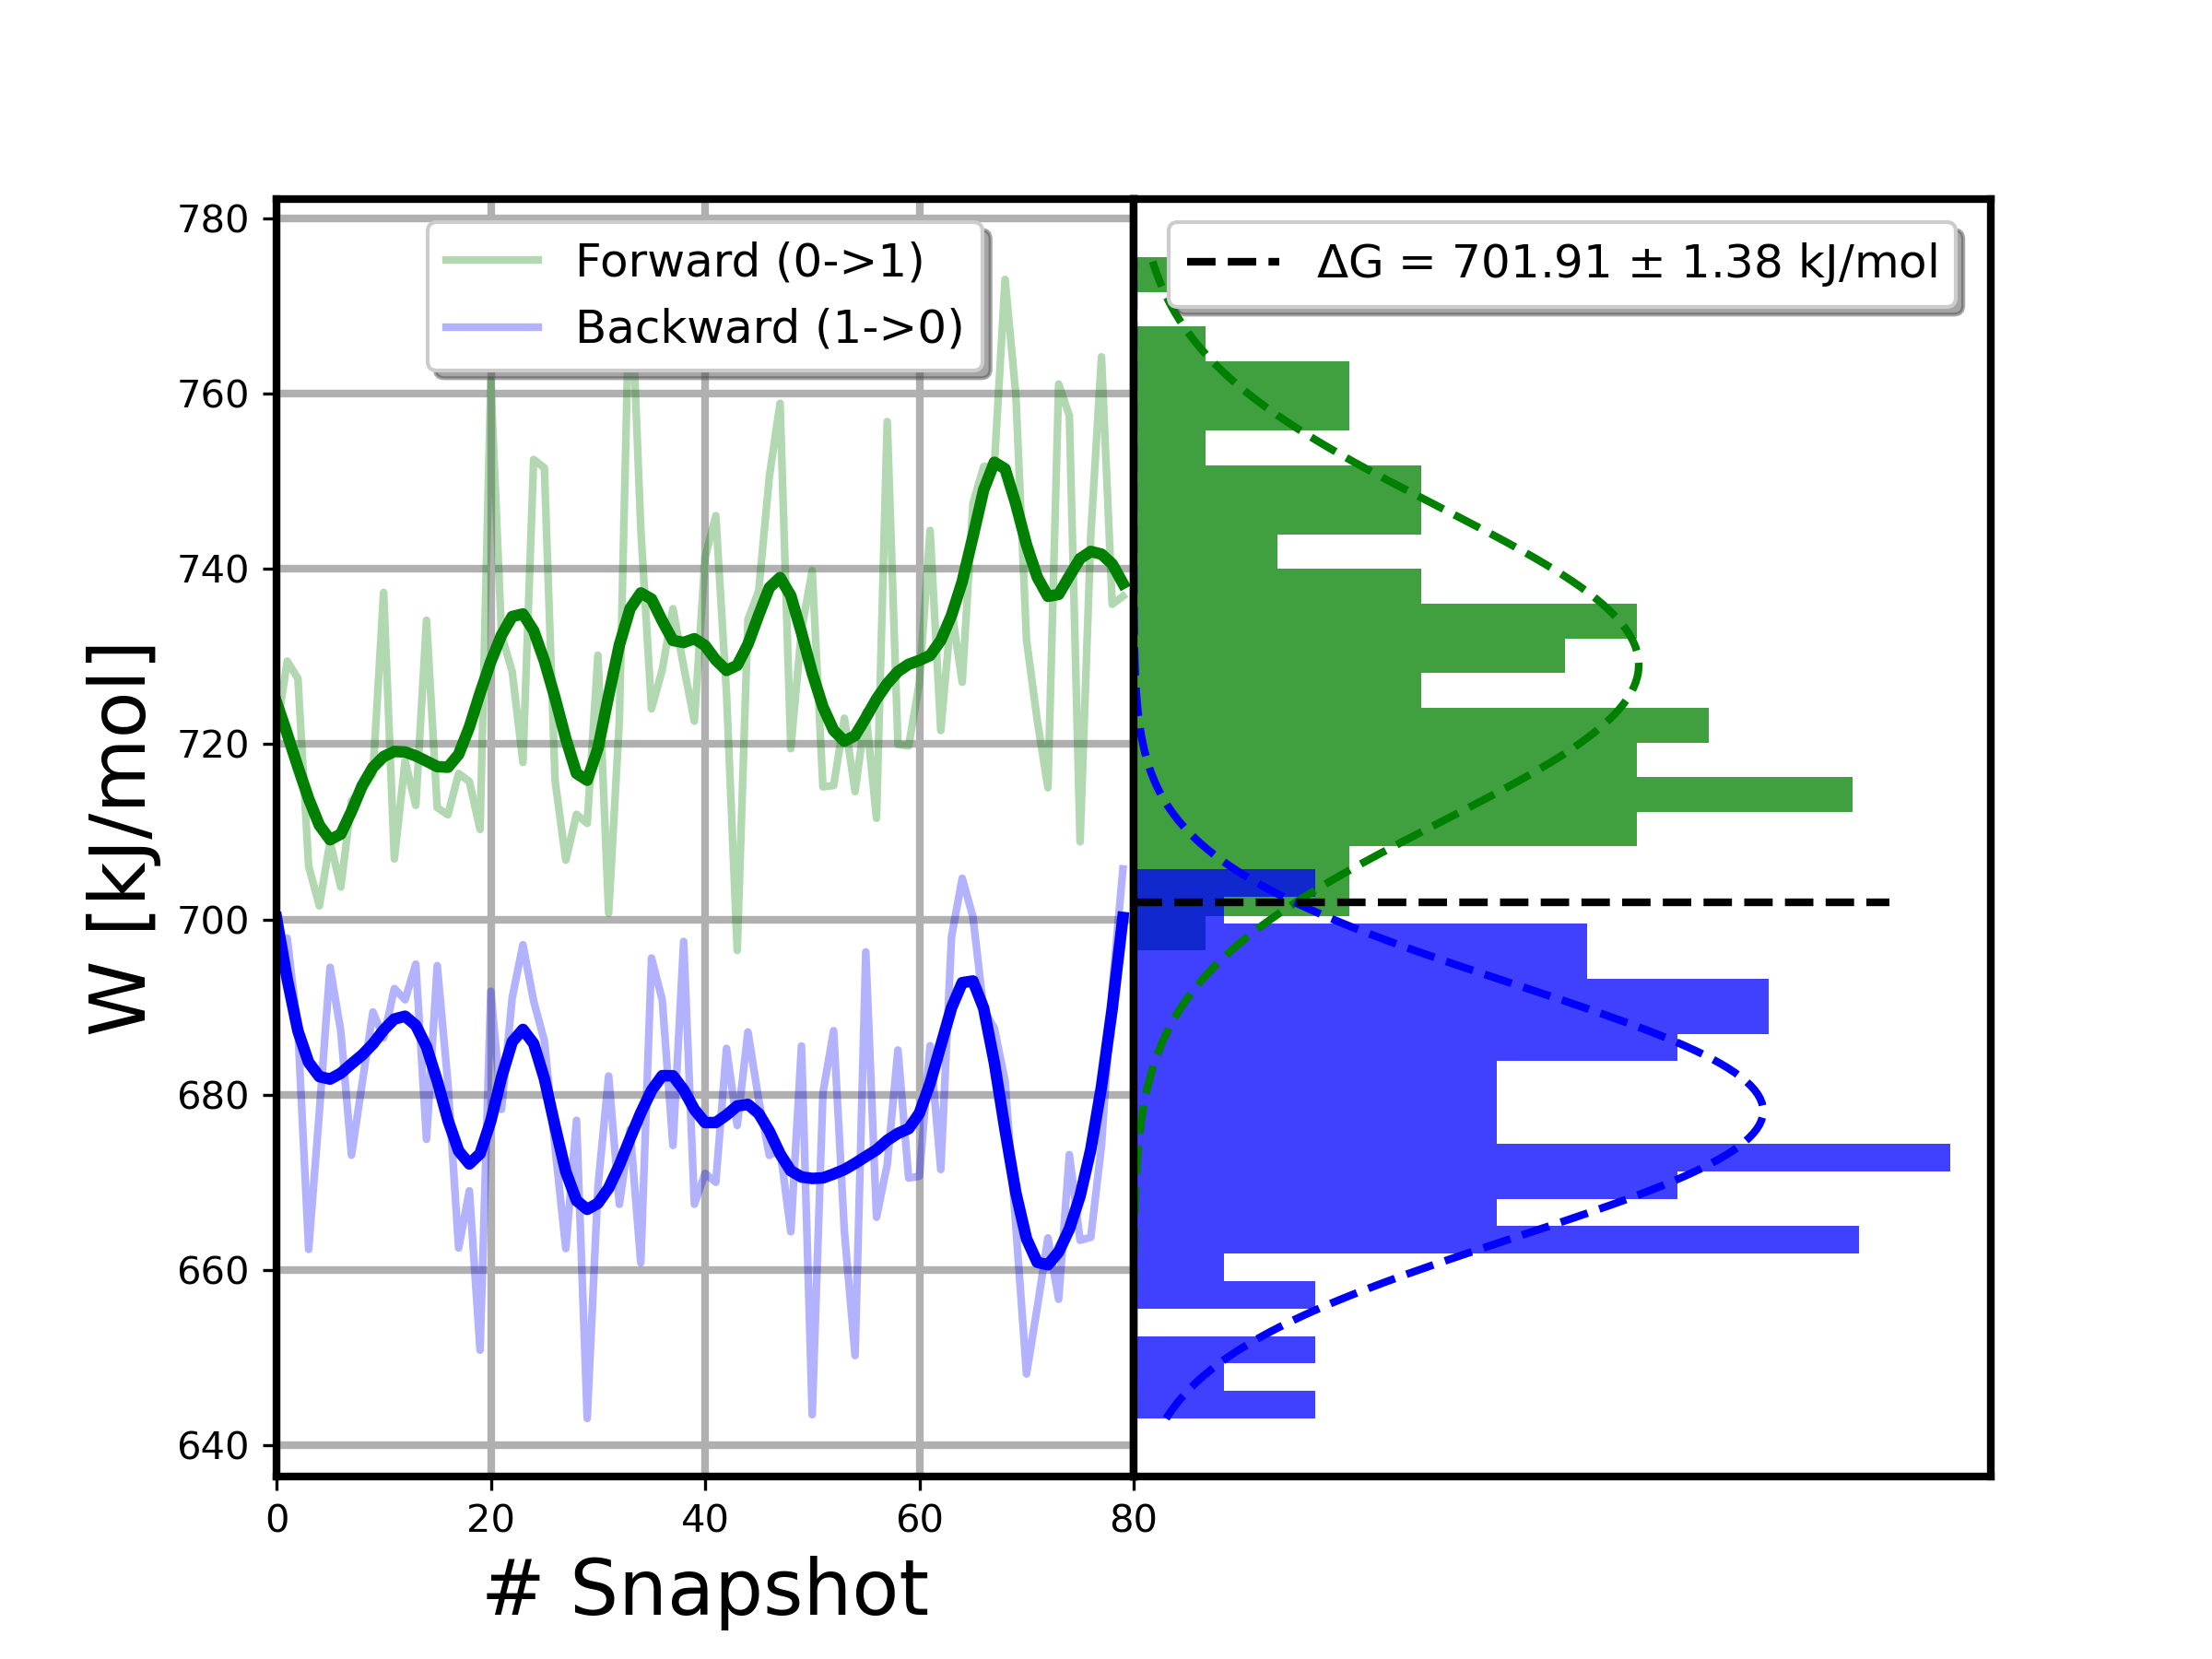 Forward (0->1)
Backward (1->0)
ΔG = 701.91 ± 1.38 kJ/mol
W [kJ/mol]
780
760
740
720
700
680
660
640
0 20 40 60 80
# Snapshot